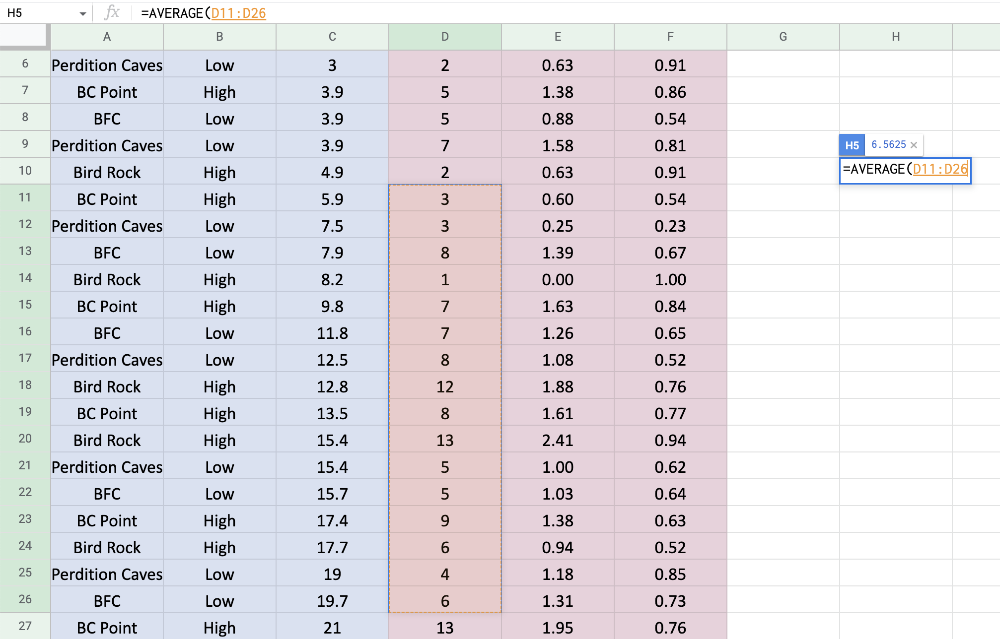 H5 fx =AVERAGE(D11:D26
A B C D E F G H
6 Perdition Caves Low 3 2 0.63 0.91
7 BC Point High 3.9 5 1.38 0.86
8 BFC Low 3.9 5 0.88 0.54
9 Perdition Caves Low 3.9 7 1.58 0.81 H5 6.5625 ×
10 Bird Rock High 4.9 2 0.63 0.91 =AVERAGE(D11:D26
11 BC Point High 5.9 3 0.60 0.54
12 Perdition Caves Low 7.5 3 0.25 0.23
13 BFC Low 7.9 8 1.39 0.67
14 Bird Rock High 8.2 1 0.00 1.00
15 BC Point High 9.8 7 1.63 0.84
16 BFC Low 11.8 7 1.26 0.65
17 Perdition Caves Low 12.5 8 1.08 0.52
18 Bird Rock High 12.8 12 1.88 0.76
19 BC Point High 13.5 8 1.61 0.77
20 Bird Rock High 15.4 13 2.41 0.94
21 Perdition Caves Low 15.4 5 1.00 0.62
22 BFC Low 15.7 5 1.03 0.64
23 BC Point High 17.4 9 1.38 0.63
24 Bird Rock High 17.7 6 0.94 0.52
25 Perdition Caves Low 19 4 1.18 0.85
26 BFC Low 19.7 6 1.31 0.73
27 BC Point High 21 13 1.95 0.76